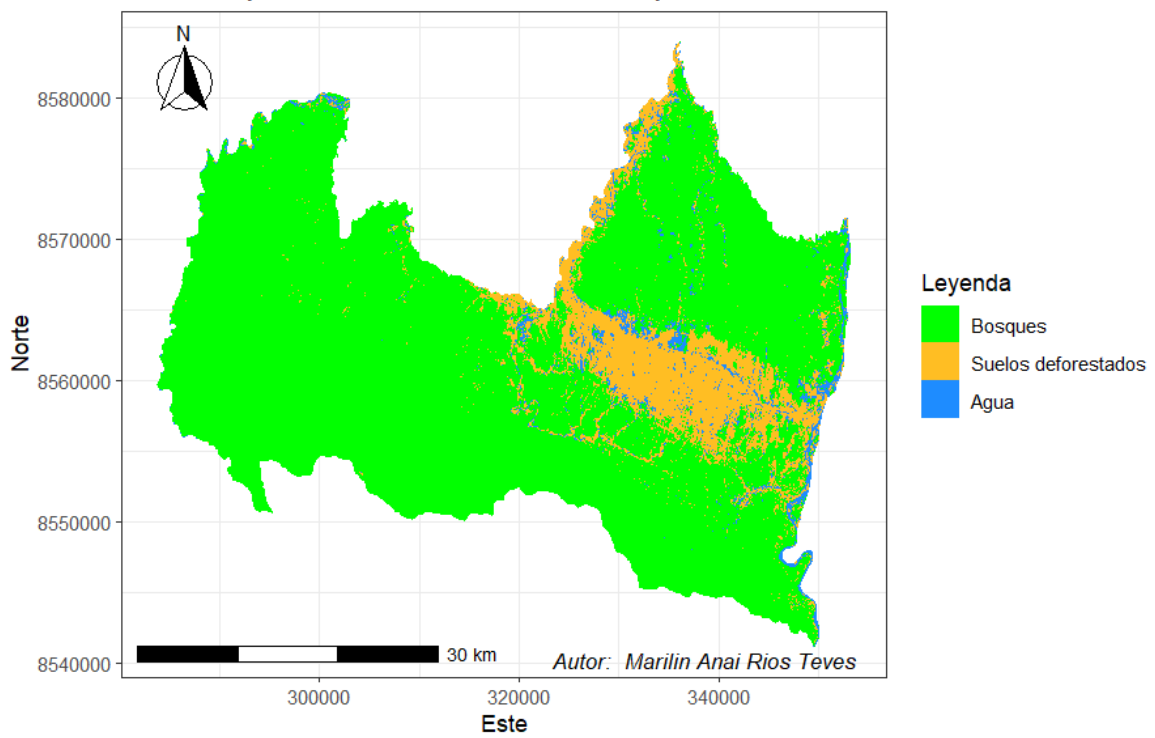 N
8580000
8570000
8560000
8550000
8540000
Norte
300000
320000
340000
Este
30 km
Autor: Marilin Anai Rios Teves
Leyenda
Bosques
Suelos deforestados
Agua